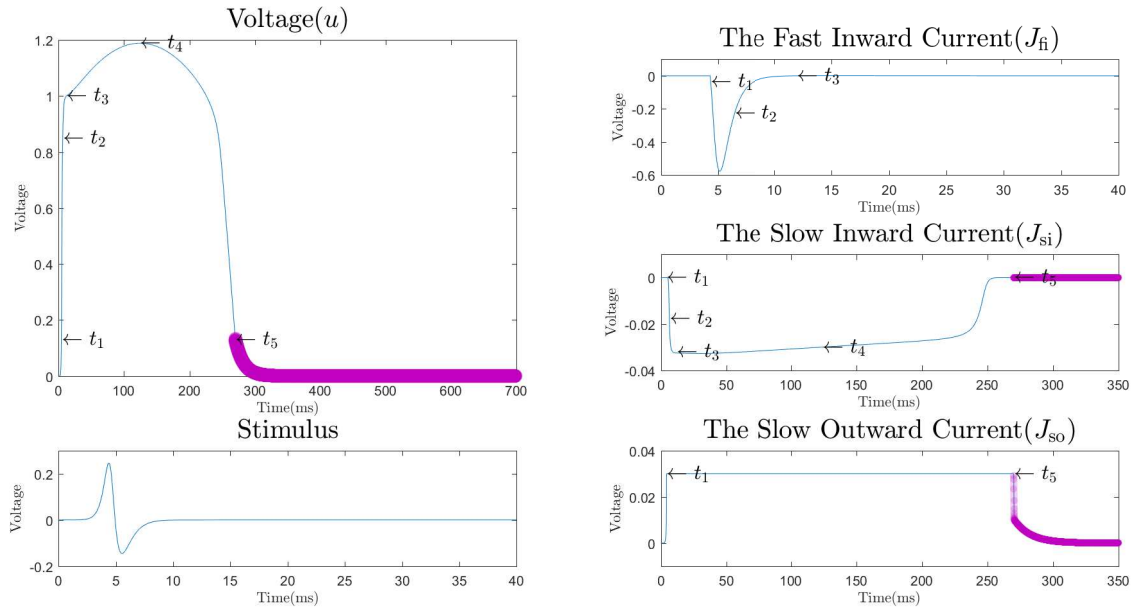 Voltage(u)
1.2
1
0.8
0.6
0.4
0.2
0
Voltage
← t4
← t3
← t2
← t1
← t5
0 100 200 300 400 500 600 700
Time(ms)
Stimulus
0.2
0
-0.2
Voltage
0 5 10 15 20 25 30 35 40
Time(ms)
The Fast Inward Current(Jfi)
0
-0.2
-0.4
-0.6
Voltage
← t1
← t3
← t2
0 5 10 15 20 25 30 35 40
Time(ms)
The Slow Inward Current(Jsi)
0
-0.02
-0.04
Voltage
← t1
← t5
← t2
← t3
← t4
0 50 100 150 200 250 300 350
Time(ms)
The Slow Outward Current(Jso)
0.04
0.02
0
Voltage
← t1
← t5
0 50 100 150 200 250 300 350
Time(ms)